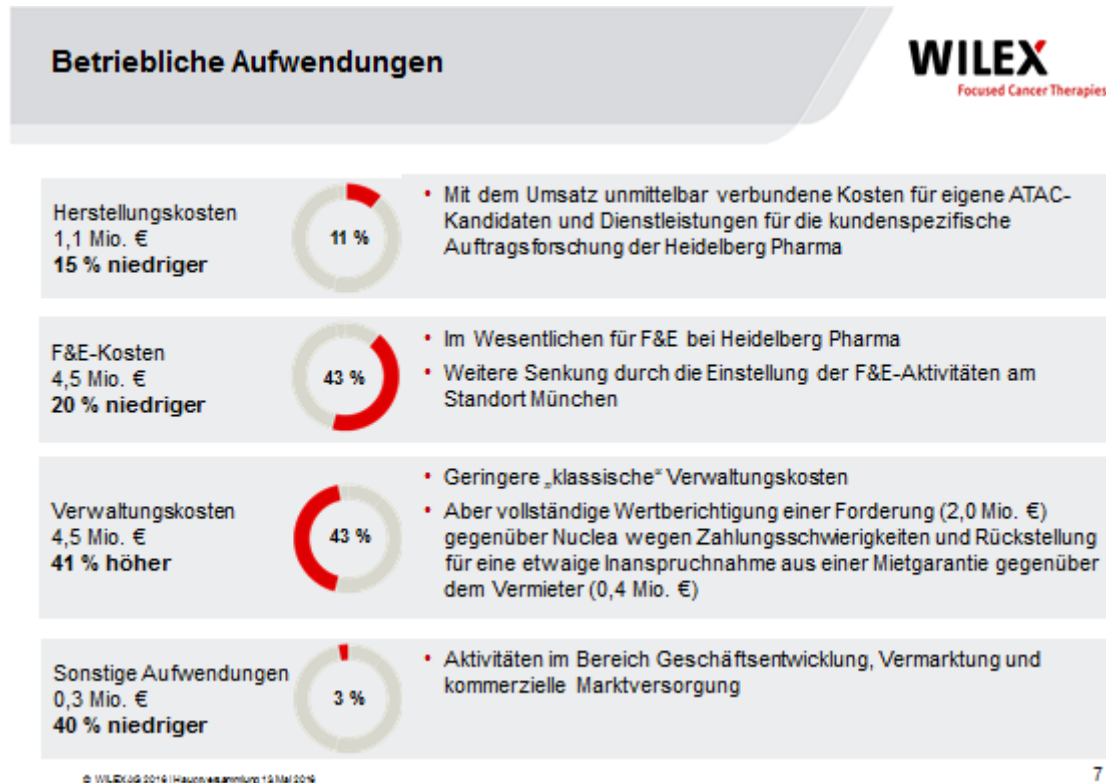 Betriebliche Aufwendungen
WILEX
Focused Cancer Therapies
Herstellungskosten
1,1 Mio. €
15 % niedriger
11 %
• Mit dem Umsatz unmittelbar verbundene Kosten für eigene ATAC-
Kandidaten und Dienstleistungen für die kundenspezifische
Auftragsforschung der Heidelberg Pharma
F&E-Kosten
4,5 Mio. €
20 % niedriger
43 %
• Im Wesentlichen für F&E bei Heidelberg Pharma
• Weitere Senkung durch die Einstellung der F&E-Aktivitäten am
Standort München
Verwaltungskosten
4,5 Mio. €
41 % höher
43 %
• Geringere „klassische“ Verwaltungskosten
• Aber vollständige Wertberichtigung einer Forderung (2,0 Mio. €)
gegenüber Nuclea wegen Zahlungsschwierigkeiten und Rückstellung
für eine etwaige Inanspruchnahme aus einer Mietgarantie gegenüber
dem Vermieter (0,4 Mio. €)
Sonstige Aufwendungen
0,3 Mio. €
40 % niedriger
3 %
• Aktivitäten im Bereich Geschäftsentwicklung, Vermarktung und
kommerzielle Marktversorgung
© WILEX AG | Hauptversammlung Mai
7